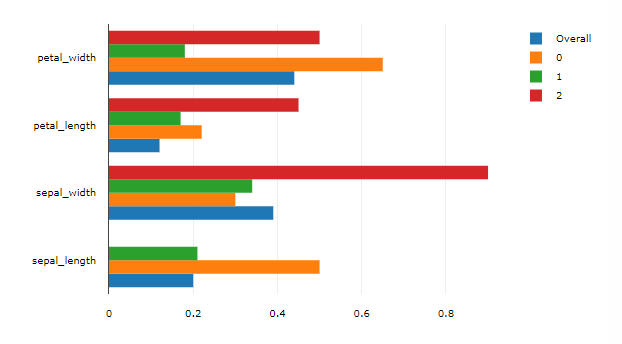 petal_width
petal_length
sepal_width
sepal_length
0 0.2 0.4 0.6 0.8
Overall
0
1
2